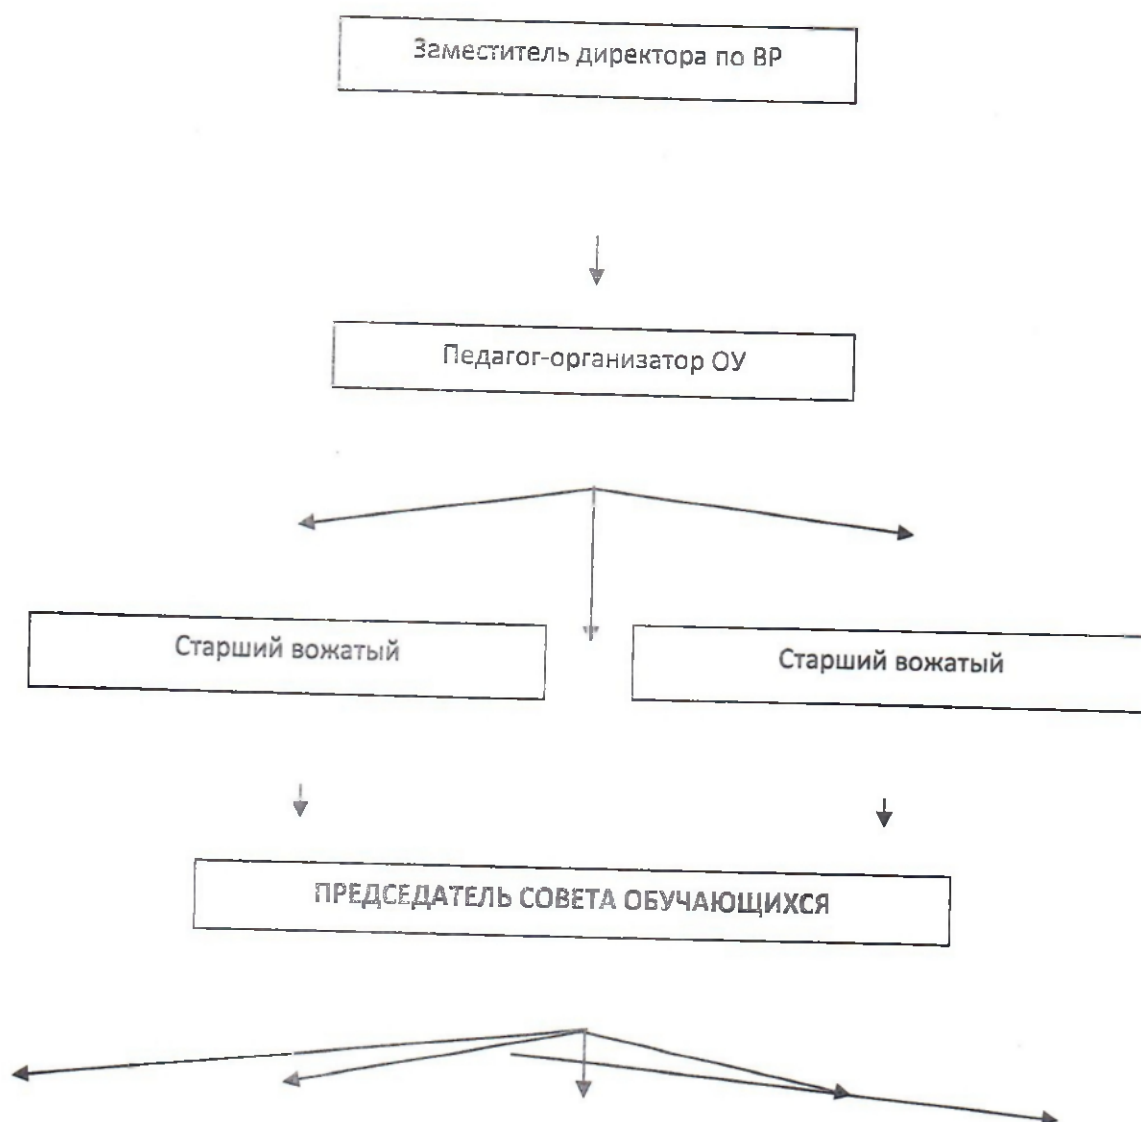 Заместитель директора по ВР
Педагог-организатор ОУ
Старший вожатый
Старший вожатый
ПРЕДСЕДАТЕЛЬ СОВЕТА ОБУЧАЮЩИХСЯ